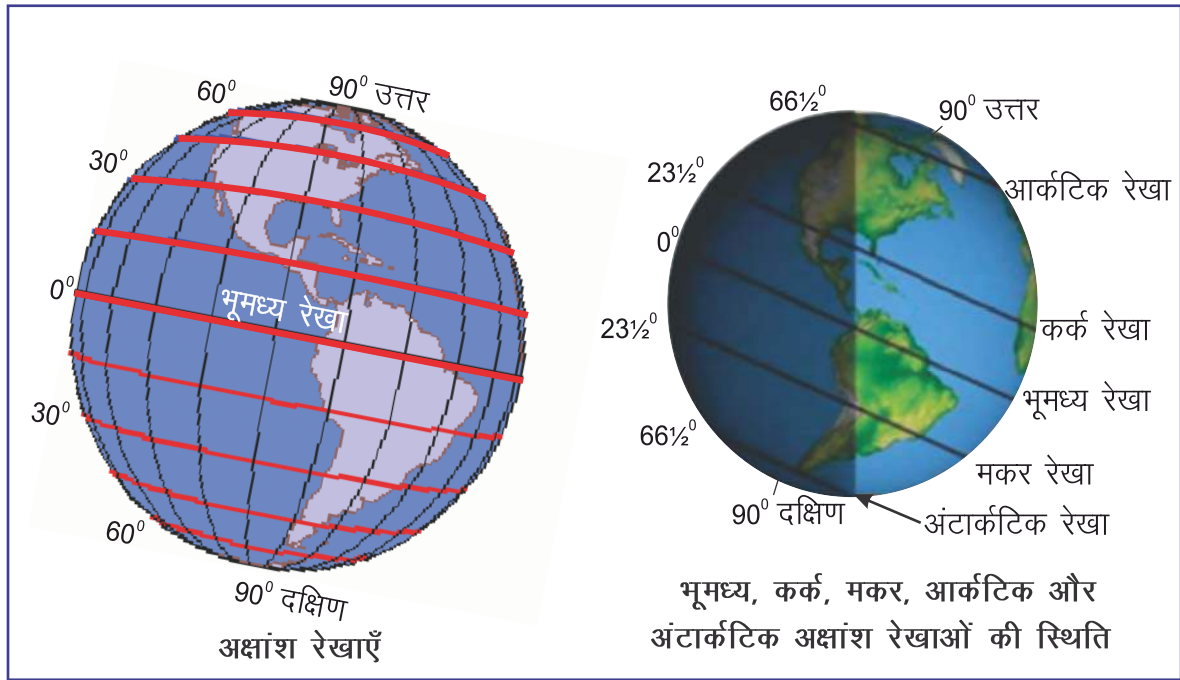 90⁰ उत्तर
60⁰
30⁰
0⁰
भूमध्य रेखा
30⁰
60⁰
90⁰ दक्षिण
अक्षांश रेखाएँ
66½⁰
90⁰ उत्तर
23½⁰
आर्कटिक रेखा
0⁰
कर्क रेखा
23½⁰
भूमध्य रेखा
66½⁰
मकर रेखा
90⁰ दक्षिण
अंटार्कटिक रेखा
भूमध्य, कर्क, मकर, आर्कटिक और
अंटार्कटिक अक्षांश रेखाओं की स्थिति